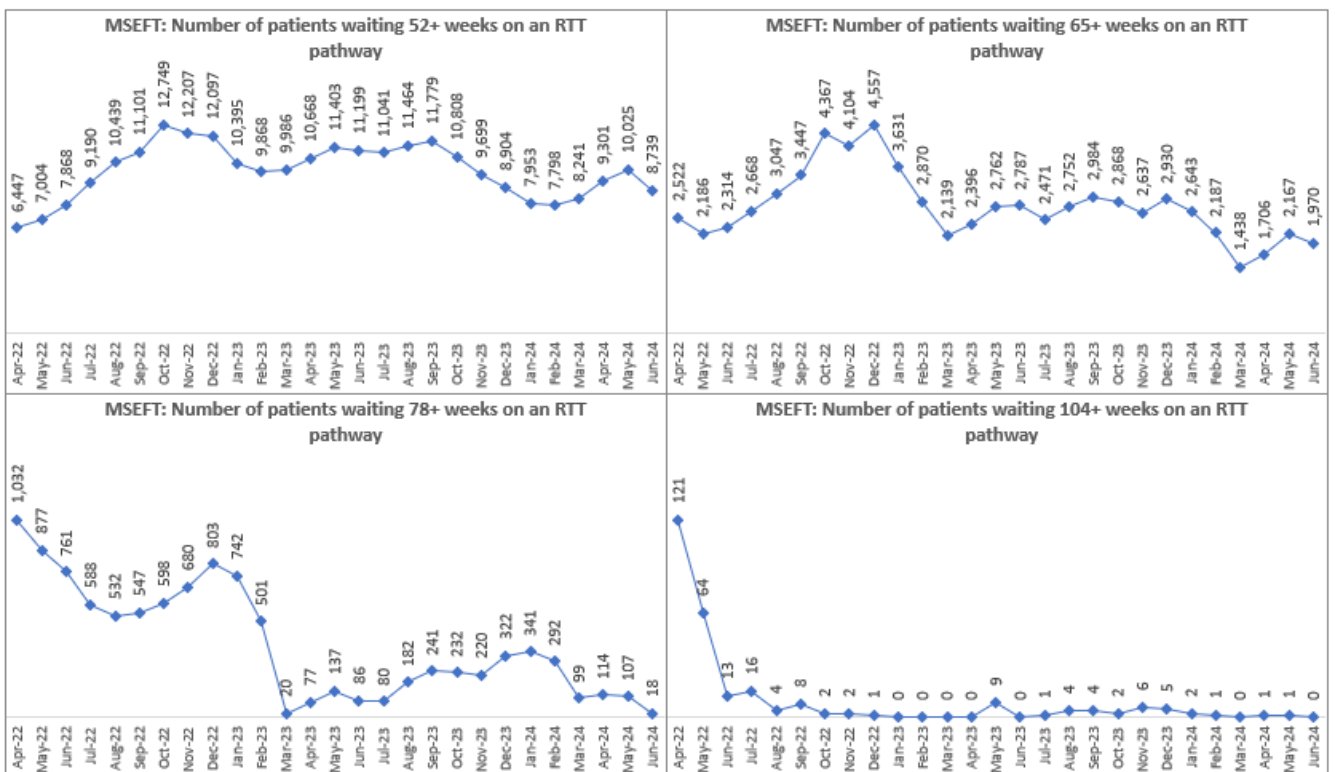 MSEFT: Number of patients waiting 52+ weeks on an RTT
pathway
6,447 7,004 7,868 9,190 10,439 11,101 12,749 12,207 12,097 10,395 9,868 9,986 10,668 11,403 11,199 11,041 11,464 11,779 10,808 9,699 8,904 7,953 7,798 8,241 9,301 10,025 8,739
Apr-22 May-22 Jun-22 Jul-22 Aug-22 Sep-22 Oct-22 Nov-22 Dec-22 Jan-23 Feb-23 Mar-23 Apr-23 May-23 Jun-23 Jul-23 Aug-23 Sep-23 Oct-23 Nov-23 Dec-23 Jan-24 Feb-24 Mar-24 Apr-24 May-24 Jun-24
MSEFT: Number of patients waiting 65+ weeks on an RTT
pathway
2,522 2,186 2,314 2,668 3,047 3,447 4,367 4,104 4,557 3,631 2,870 2,139 2,396 2,762 2,787 2,471 2,752 2,984 2,868 2,637 2,930 2,643 2,187 1,438 1,706 2,167 1,970
Apr-22 May-22 Jun-22 Jul-22 Aug-22 Sep-22 Oct-22 Nov-22 Dec-22 Jan-23 Feb-23 Mar-23 Apr-23 May-23 Jun-23 Jul-23 Aug-23 Sep-23 Oct-23 Nov-23 Dec-23 Jan-24 Feb-24 Mar-24 Apr-24 May-24 Jun-24
MSEFT: Number of patients waiting 78+ weeks on an RTT
pathway
1,032 877 761 588 532 547 598 680 803 742 501 20 77 137 86 80 182 241 232 220 322 341 292 99 114 107 18
Apr-22 May-22 Jun-22 Jul-22 Aug-22 Sep-22 Oct-22 Nov-22 Dec-22 Jan-23 Feb-23 Mar-23 Apr-23 May-23 Jun-23 Jul-23 Aug-23 Sep-23 Oct-23 Nov-23 Dec-23 Jan-24 Feb-24 Mar-24 Apr-24 May-24 Jun-24
MSEFT: Number of patients waiting 104+ weeks on an RTT
pathway
121 64 13 16 4 8 2 2 1 0 0 0 0 9 0 1 4 4 2 6 5 2 1 0 1 1 0
Apr-22 May-22 Jun-22 Jul-22 Aug-22 Sep-22 Oct-22 Nov-22 Dec-22 Jan-23 Feb-23 Mar-23 Apr-23 May-23 Jun-23 Jul-23 Aug-23 Sep-23 Oct-23 Nov-23 Dec-23 Jan-24 Feb-24 Mar-24 Apr-24 May-24 Jun-24